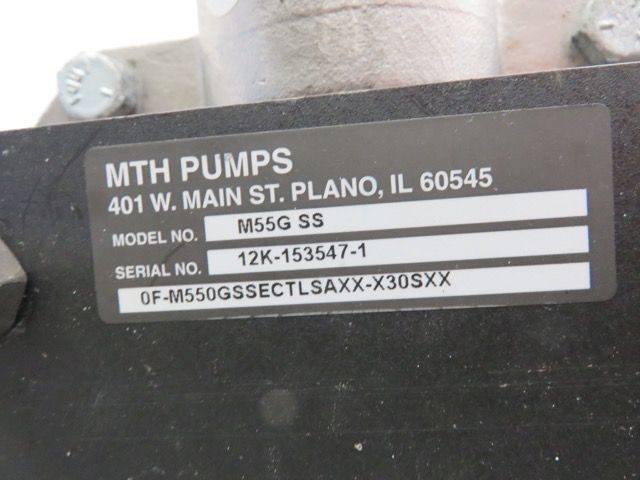 MTH PUMPS
401 W. MAIN ST. PLANO, IL 60545
MODEL NO. M55G SS
SERIAL NO. 12K-153547-1
0F-M550GSSECTLSAXX-X30SXX